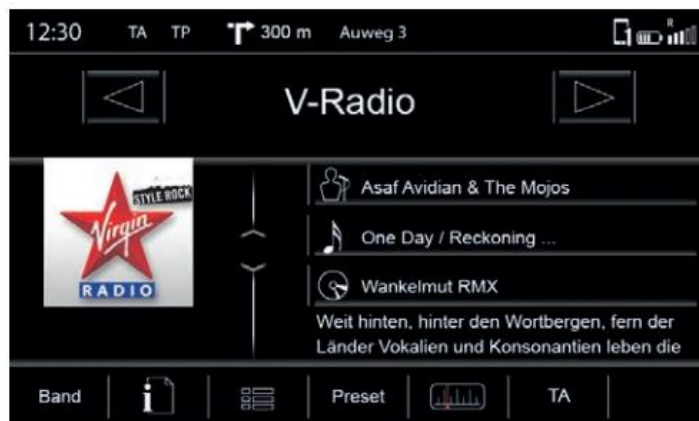 12:30 TA TP 300 m Auweg 3 1 R
V-Radio
STYLE ROCK
Virgin
RADIO
Asaf Avidian & The Mojos
One Day / Reckoning ...
Wankelmut RMX
Weit hinten, hinter den Wortbergen, fern der
Länder Vokalien und Konsonantien leben die
Band i Preset TA